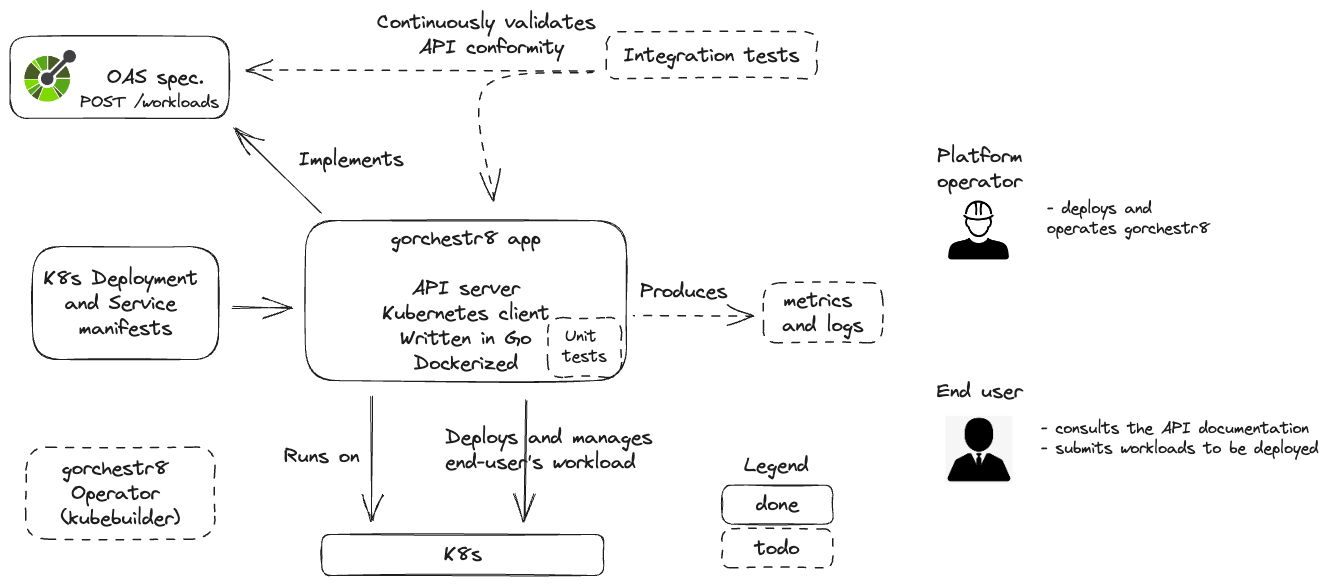 Continuously validates
API conformity
Integration tests
OAS spec.
POST /workloads
Implements
Platform
operator
- deploys and
operates gorchestr8
gorchestr8 app
K8s Deployment
and Service
manifests
API server
Kubernetes client
Written in Go
Dockerized
Unit
tests
Produces
metrics
and logs
End user
- consults the API documentation
- submits workloads to be deployed
Runs on
Deploys and manages
end-user's workload
gorchestr8
Operator
(kubebuilder)
Legend
done
todo
K8s